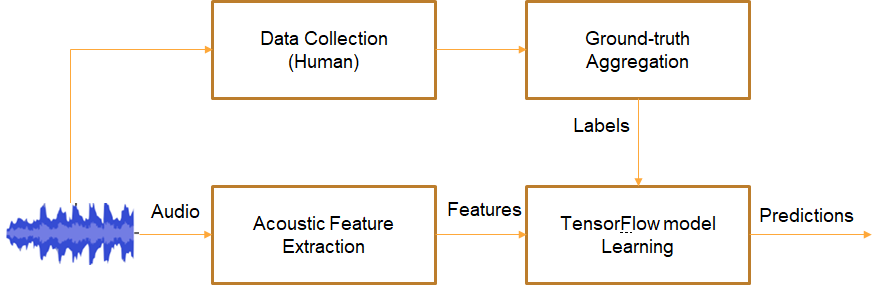 Data Collection
(Human)
Ground-truth
Aggregation
Labels
Audio
Acoustic Feature
Extraction
Features
TensorFlow model
Learning
Predictions